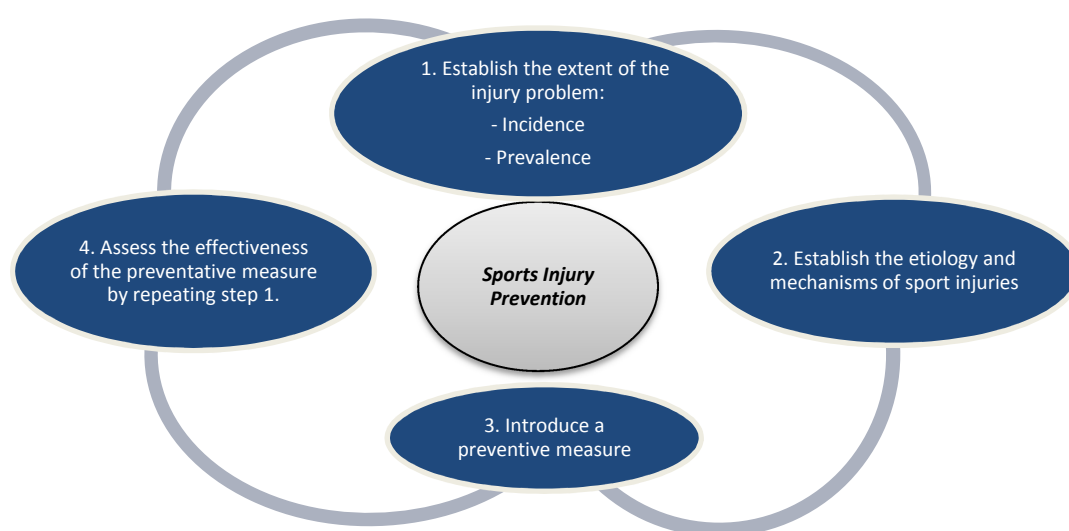 1. Establish the extent of the
injury problem:
- Incidence
- Prevalence
2. Establish the etiology and
mechanisms of sport injuries
3. Introduce a
preventive measure
4. Assess the effectiveness
of the preventative measure
by repeating step 1.
Sports Injury
Prevention